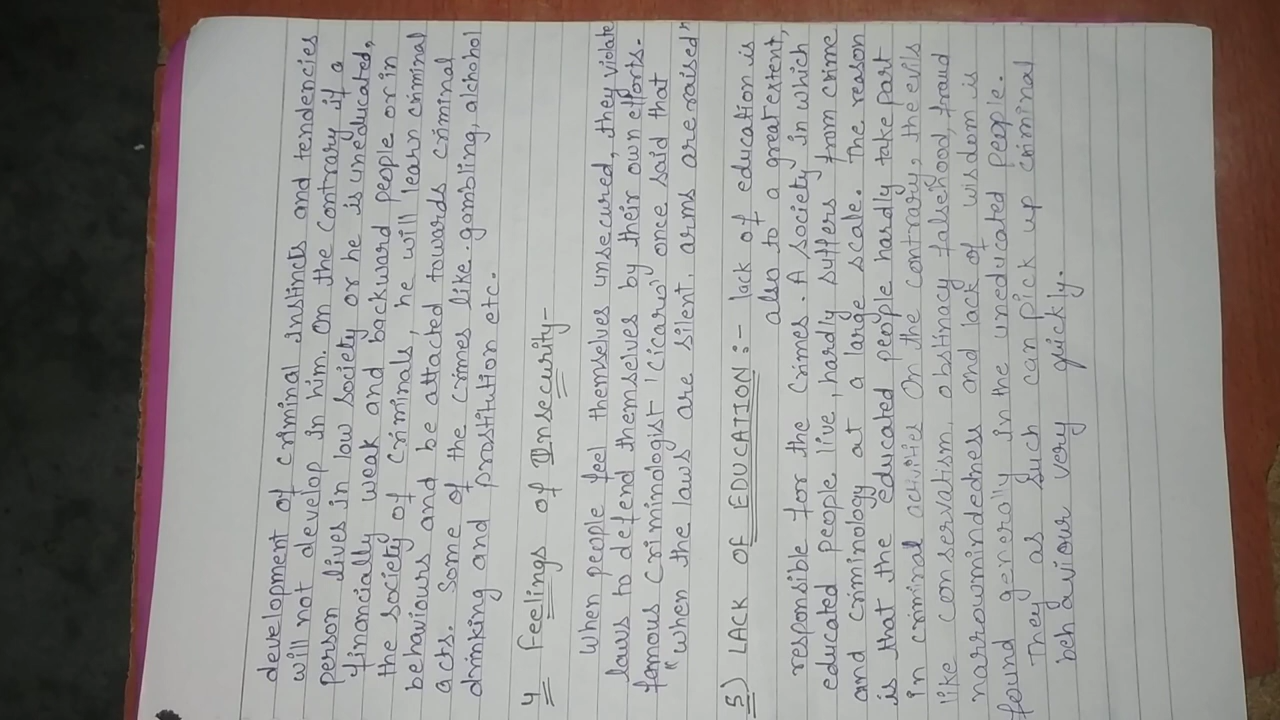 development of criminal instincts and tendencies
will not develop in him. On the contrary if a
person lives in low society or he is uneducated,
financially weak and backward people or in
the society of criminals, he will learn criminal
behaviours and be attached towards criminal
acts. Some of the crimes like gambling, alchohol
drinking and prostitution etc.
4 Feelings of Insecurity-
When people feel themselves unsecured, they violate
laws to defend themselves by their own efforts.
famous criminologist 'Cicaro' once said that
"when the laws are silent, arms are raised"
5) LACK OF EDUCATION:- lack of education is
also to a great extent,
responsible for the crimes. A society in which
educated people live, hardly suffers from crime
and criminology at a large scale. The reason
is that the educated people hardly take part
in criminal activities On the contrary, the evils
like conservatism, obstinacy falsehood, fraud
narrowmindedness and lack of wisdom is
found generally in the uneducated people.
They as such can pick up criminal
behaviour very quickly.